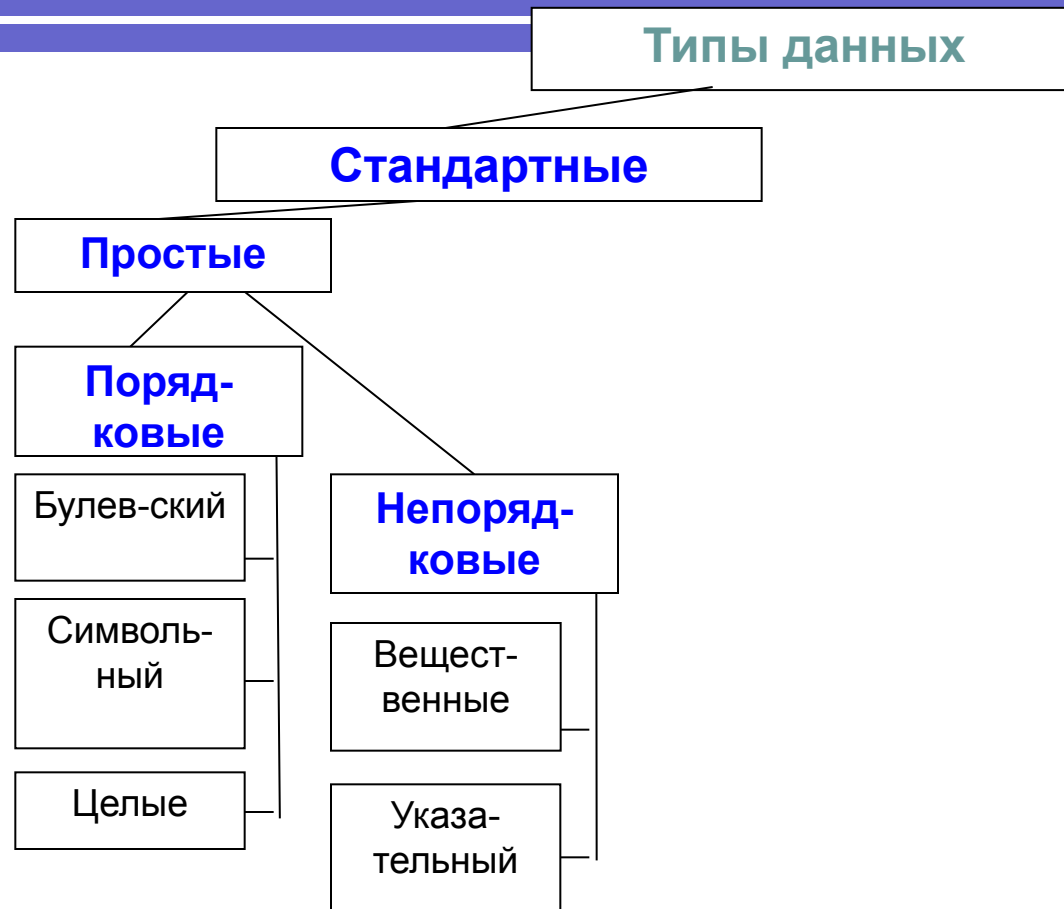 Типы данных
Стандартные
Простые
Поряд-
ковые
Булев-ский
Символь-
ный
Целые
Непоряд-
ковые
Вещест-
венные
Указа-
тельный